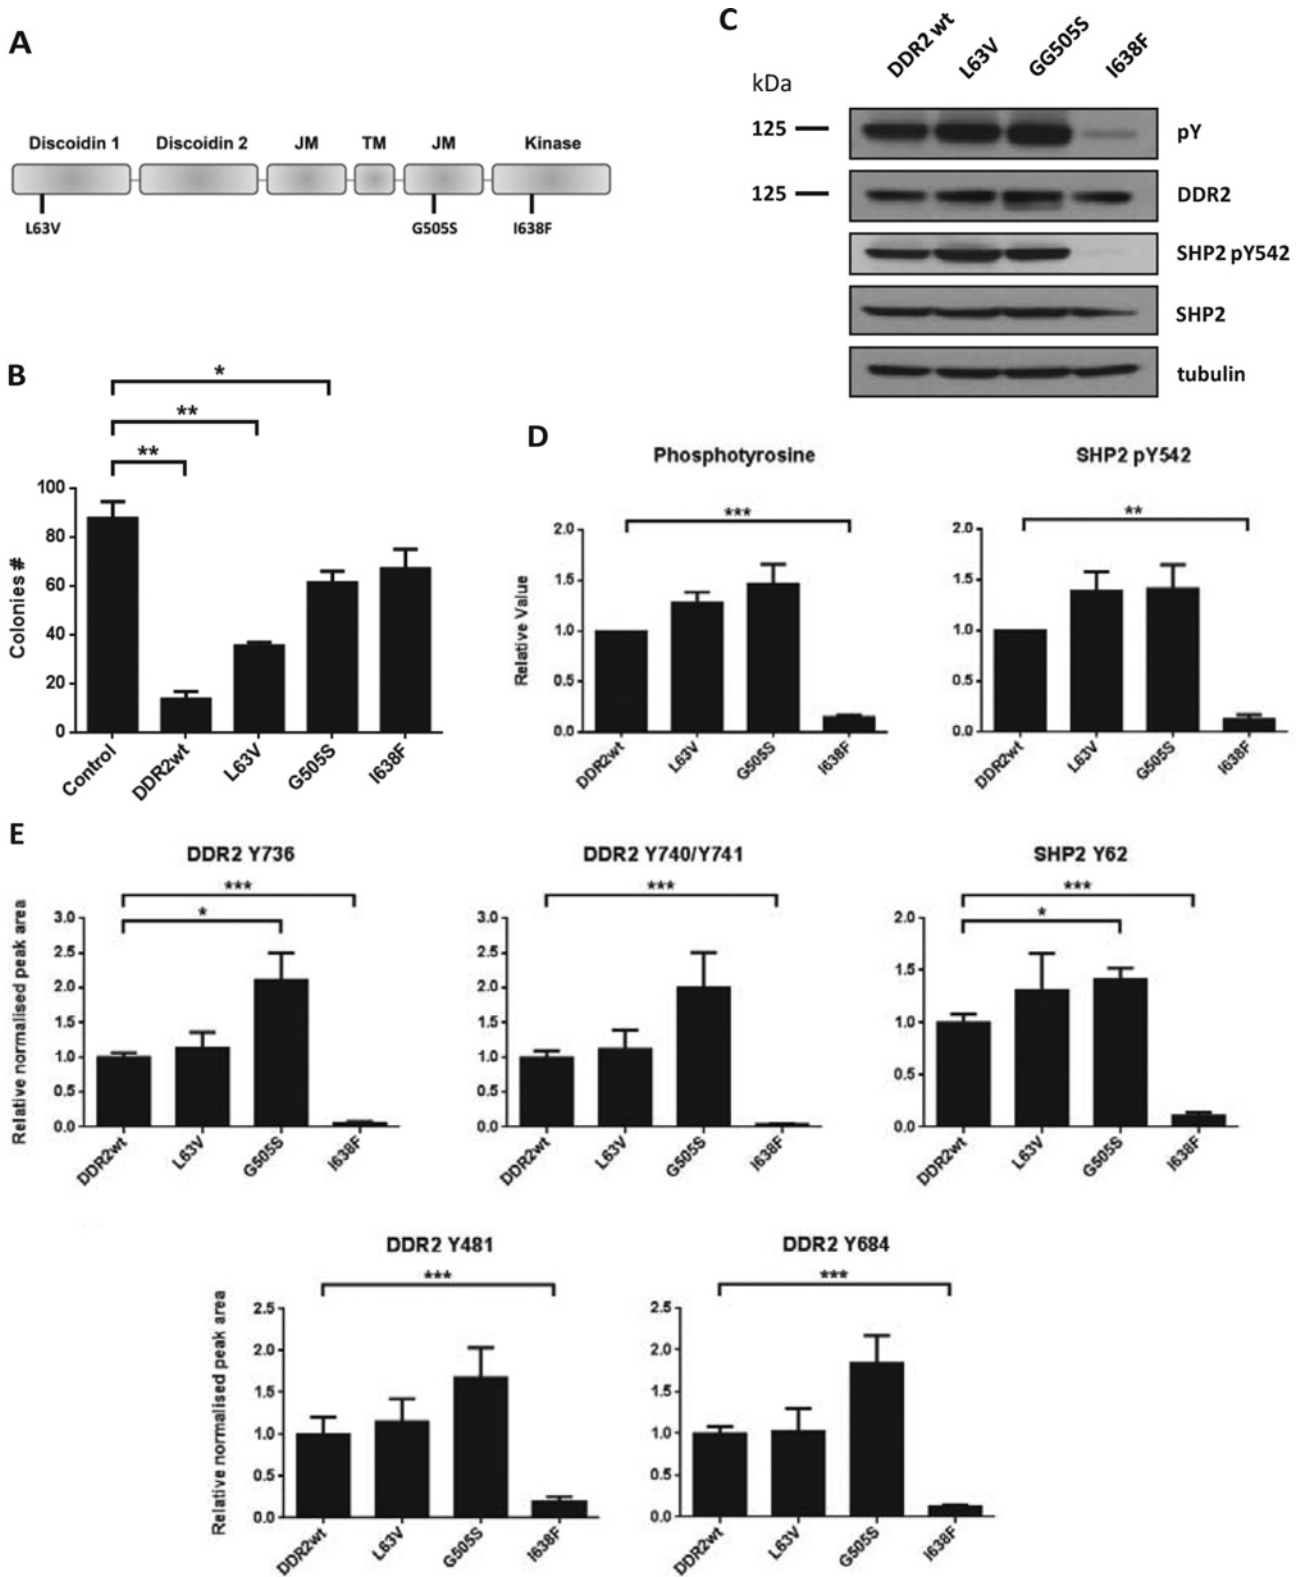 A
Discoidin 1 Discoidin 2 JM TM JM Kinase
L63V G505S I638F
C
DDR2 wt L63V GG505S I638F
kDa
125 pY
125 DDR2
SHP2 pY542
SHP2
tubulin
B
*
**
**
Colonies #
100
80
60
40
20
0
Control DDR2wt L63V G505S I638F
D
Phosphotyrosine
***
Relative Value
2.0
1.5
1.0
0.5
0.0
DDR2wt L63V G505S I638F
SHP2 pY542
**
2.0
1.5
1.0
0.5
0.0
DDR2wt L63V G505S I638F
E
DDR2 Y736
***
*
Relative normalised peak area
3.0
2.5
2.0
1.5
1.0
0.5
0.0
DDR2wt L63V G505S I638F
DDR2 Y740/Y741
***
3.0
2.5
2.0
1.5
1.0
0.5
0.0
DDR2wt L63V G505S I638F
SHP2 Y62
***
*
2.0
1.5
1.0
0.5
0.0
DDR2wt L63V G505S I638F
DDR2 Y481
***
Relative normalised peak area
2.5
2.0
1.5
1.0
0.5
0.0
DDR2wt L63V G505S I638F
DDR2 Y684
***
2.5
2.0
1.5
1.0
0.5
0.0
DDR2wt L63V G505S I638F